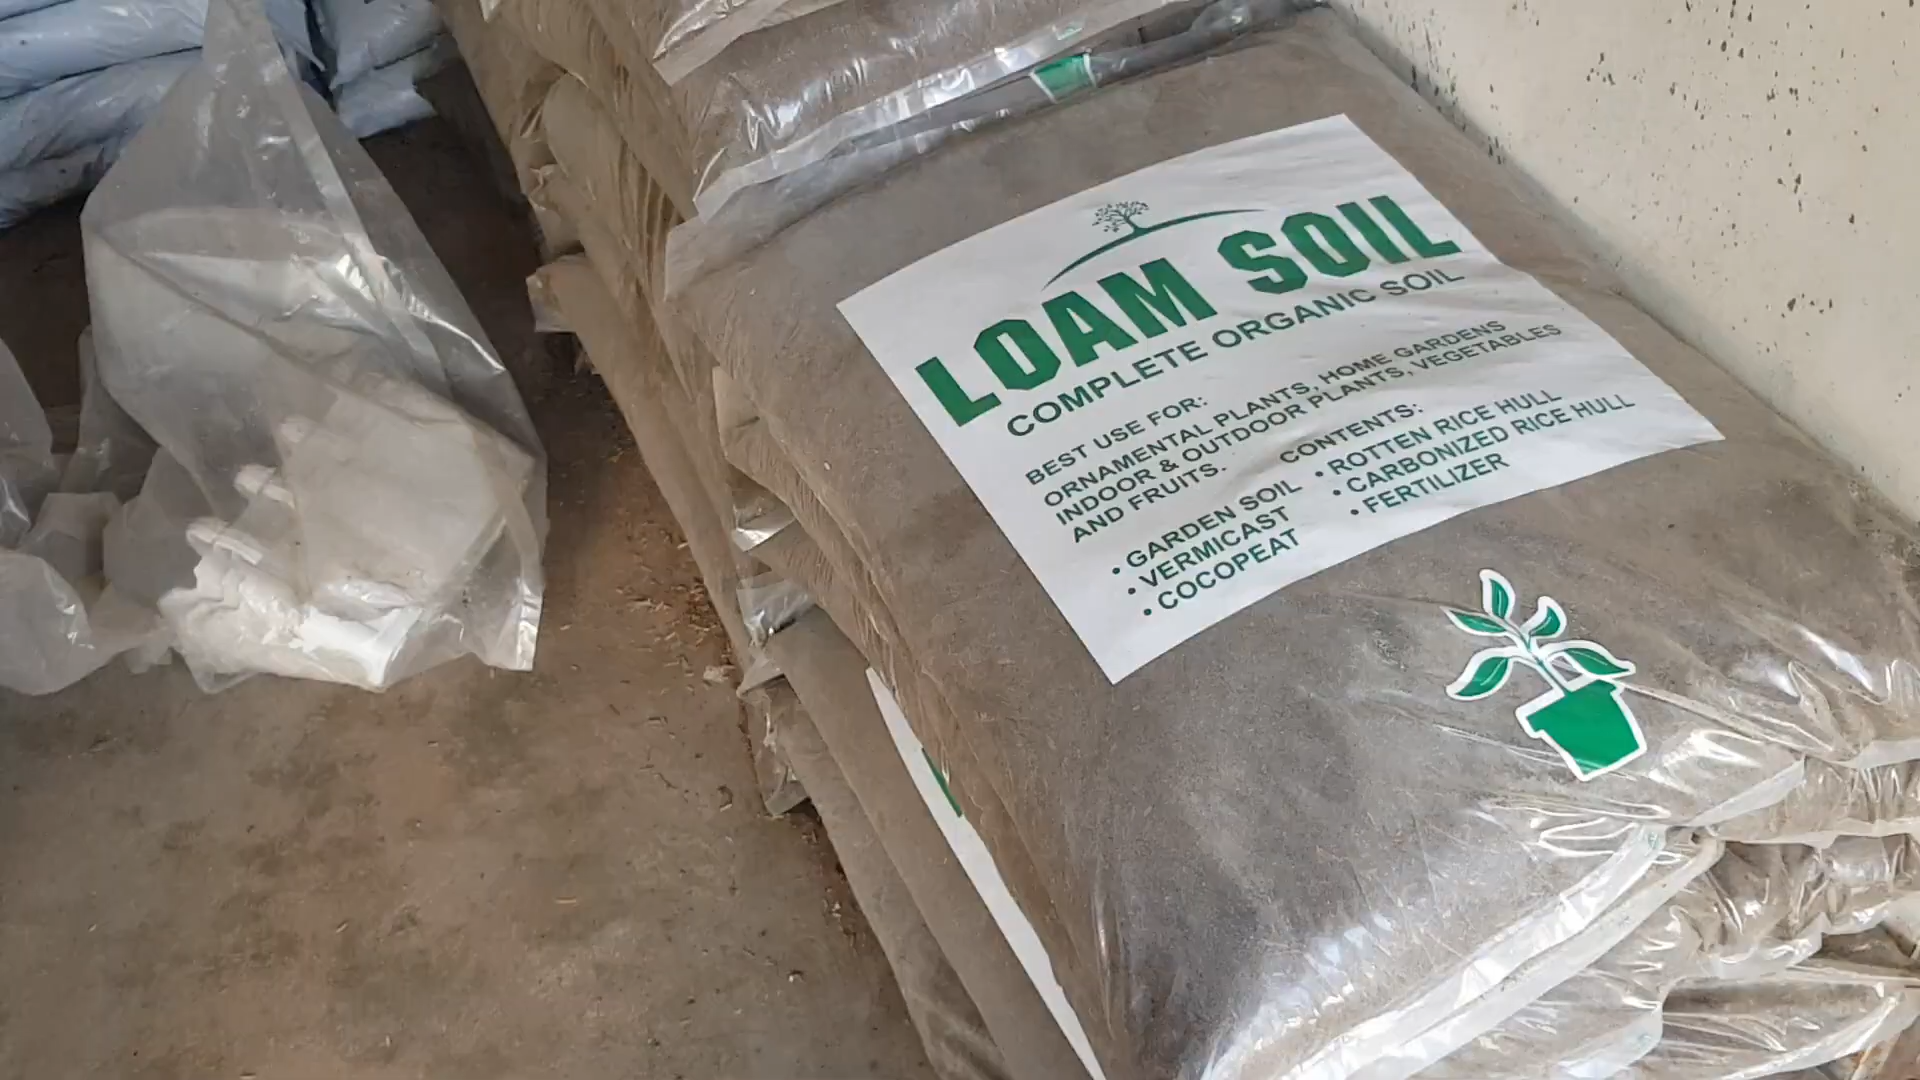 LOAM SOIL
COMPLETE ORGANIC SOIL
BEST USE FOR:
ORNAMENTAL PLANTS, HOME GARDENS
INDOOR & OUTDOOR PLANTS, VEGETABLES
AND FRUITS.
CONTENTS:
• GARDEN SOIL
• VERMICAST
• COCOPEAT
• ROTTEN RICE HULL
• CARBONIZED RICE HULL
• FERTILIZER